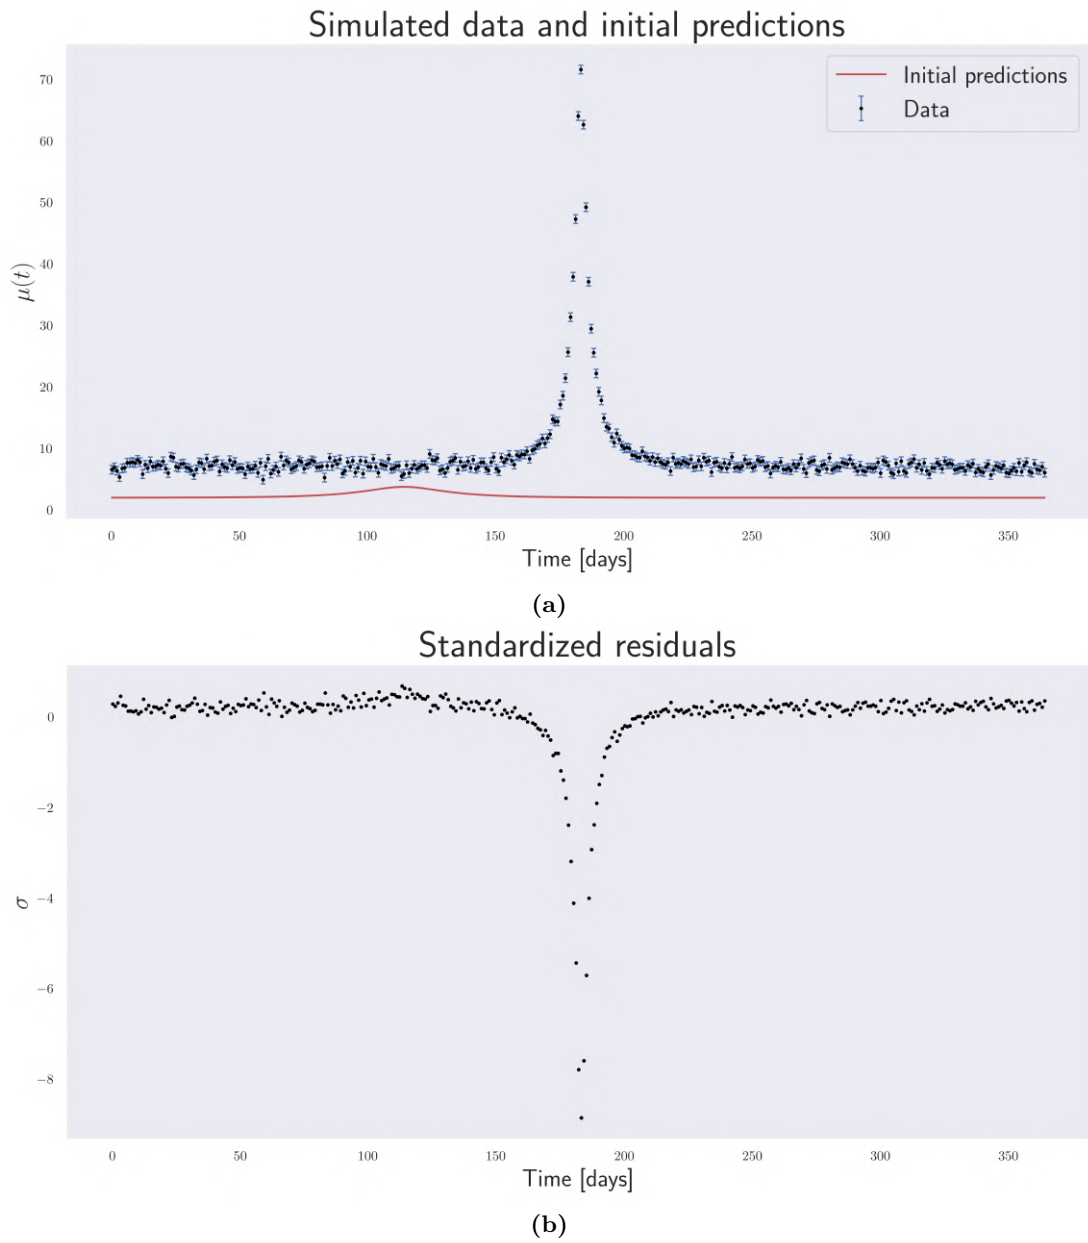 Simulated data and initial predictions
Initial predictions
Data
μ(t)
70
60
50
40
30
20
10
0
0 50 100 150 200 250 300 350
Time [days]
(a)
Standardized residuals
σ
0
−2
−4
−6
−8
0 50 100 150 200 250 300 350
Time [days]
(b)